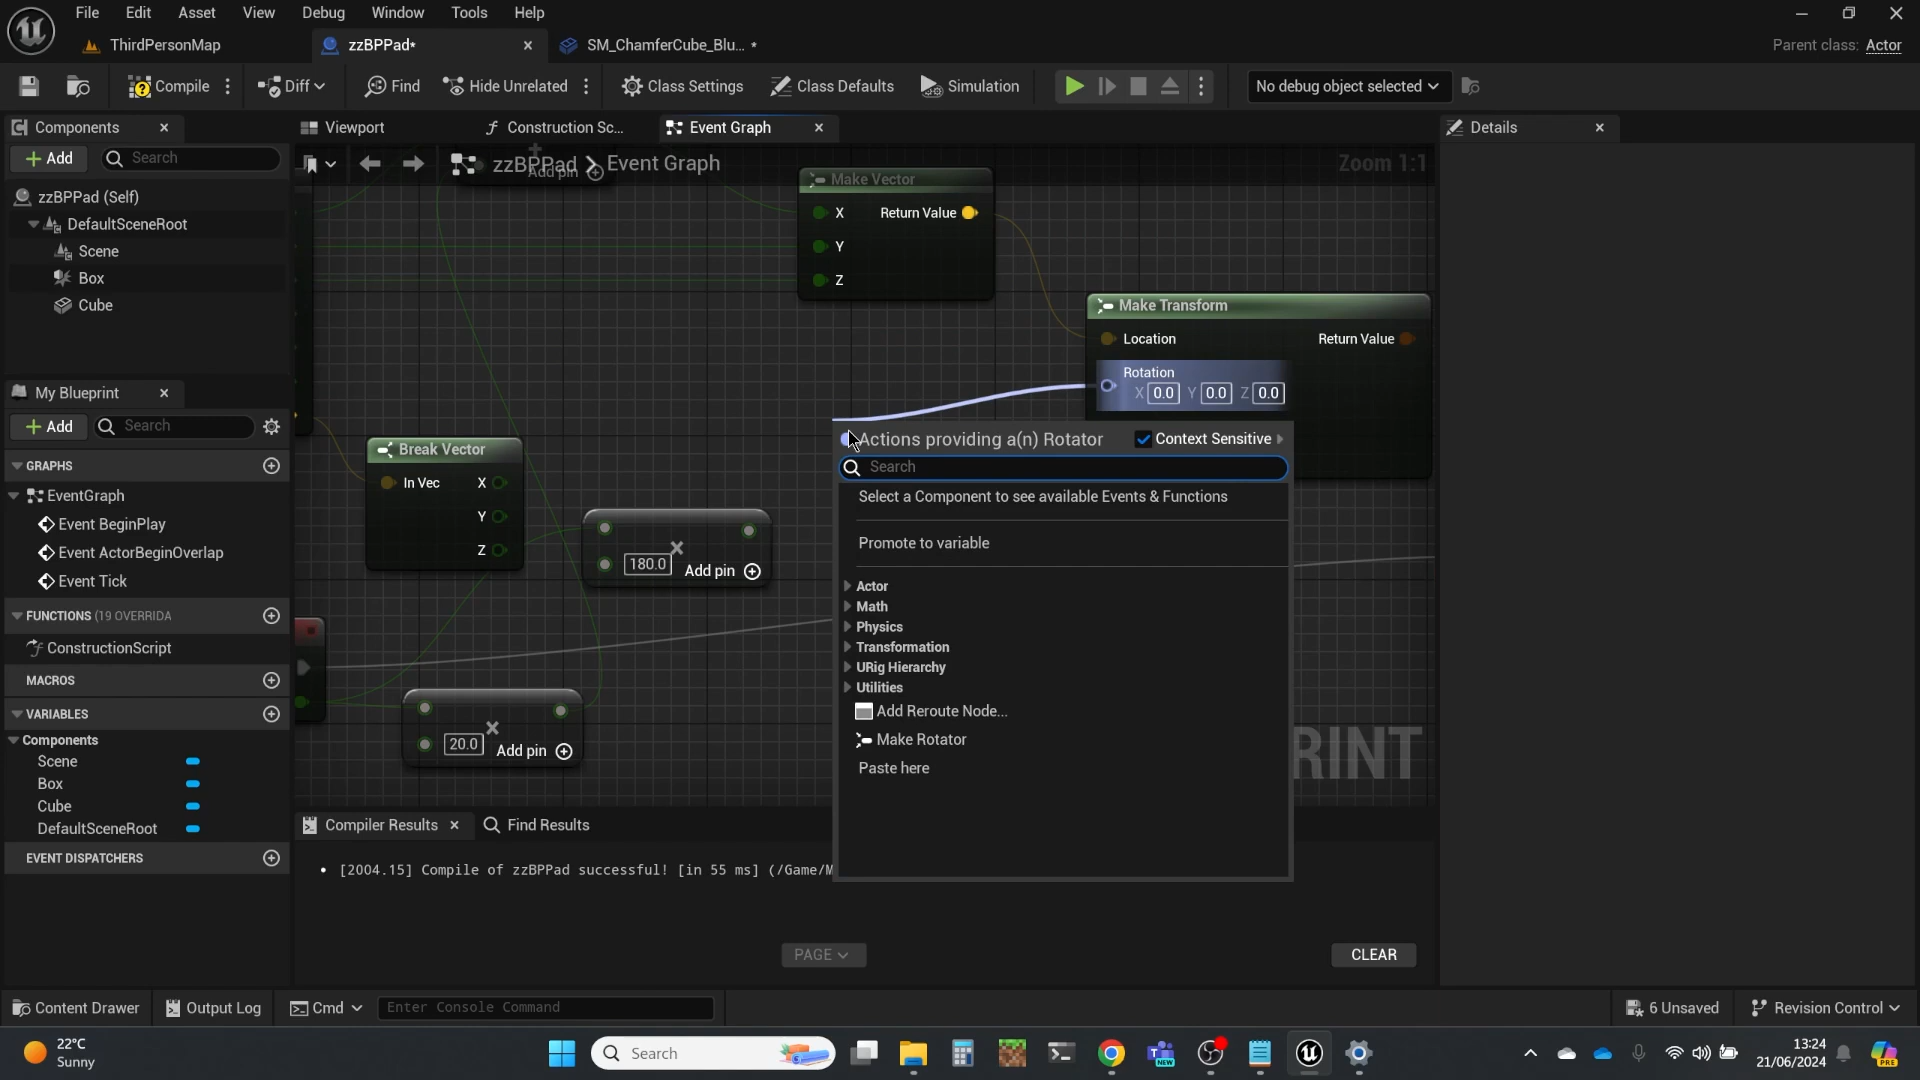 File Edit Asset View Debug Window Tools Help
ThirdPersonMap
zzBPPad*
SM_ChamferCube_Blu... *
Parent class: Actor
Compile
Diff
Find
Hide Unrelated
Class Settings
Class Defaults
Simulation
No debug object selected
Components
Viewport
Construction Sc...
Event Graph
Details
Add
Search
zzBPPad > Event Graph
Add pin
Zoom 1:1
Make Vector
zzBPPad (Self)
DefaultSceneRoot
Scene
Box
Cube
X Return Value
Y
Z
Make Transform
Location Return Value
Rotation
X 0.0 Y 0.0 Z 0.0
My Blueprint
Add
Search
GRAPHS
EventGraph
Event BeginPlay
Event ActorBeginOverlap
Event Tick
FUNCTIONS (19 OVERRIDA
ConstructionScript
MACROS
VARIABLES
Components
Scene
Box
Cube
DefaultSceneRoot
EVENT DISPATCHERS
Break Vector
In Vec X
Y
Z
180.0 Add pin
20.0 Add pin
Actions providing a(n) Rotator Context Sensitive
Search
Select a Component to see available Events & Functions
Promote to variable
Actor
Math
Physics
Transformation
URig Hierarchy
Utilities
Add Reroute Node...
Make Rotator
Paste here
RINT
Compiler Results
Find Results
[2004.15] Compile of zzBPPad successful! [in 55 ms] (/Game/M
PAGE
CLEAR
Content Drawer
Output Log
Cmd
Enter Console Command
6 Unsaved
Revision Control
22°C
Sunny
Search
NEW
13:24
21/06/2024
PRE